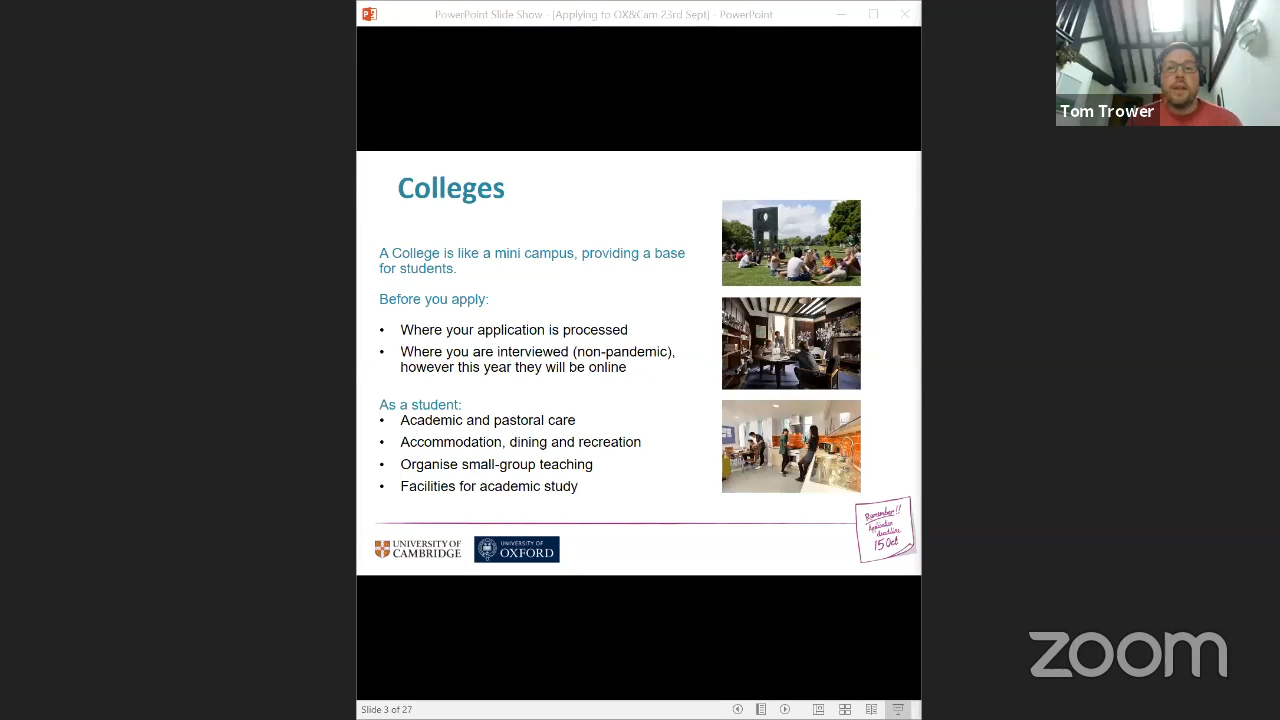 PowerPoint Slide Show - [Applying to OX&Cam 23rd Sept] - PowerPoint
Tom Trower
Colleges
A College is like a mini campus, providing a base
for students.
Before you apply:
• Where your application is processed
• Where you are interviewed (non-pandemic),
however this year they will be online
As a student:
• Academic and pastoral care
• Accommodation, dining and recreation
• Organise small-group teaching
• Facilities for academic study
Remember!!
Application
deadline
15 Oct
UNIVERSITY OF
CAMBRIDGE
UNIVERSITY OF
OXFORD
zoom
Slide 3 of 27